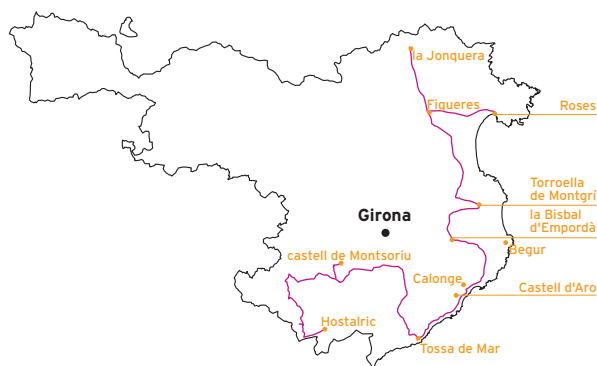 la Jonquera
Figueres
Roses
Torroella
de Montgrí
la Bisbal
d'Empordà
Girona
Begur
castell de Montsoriu
Calonge
Castell d'Aro
Hostalric
Tossa de Mar